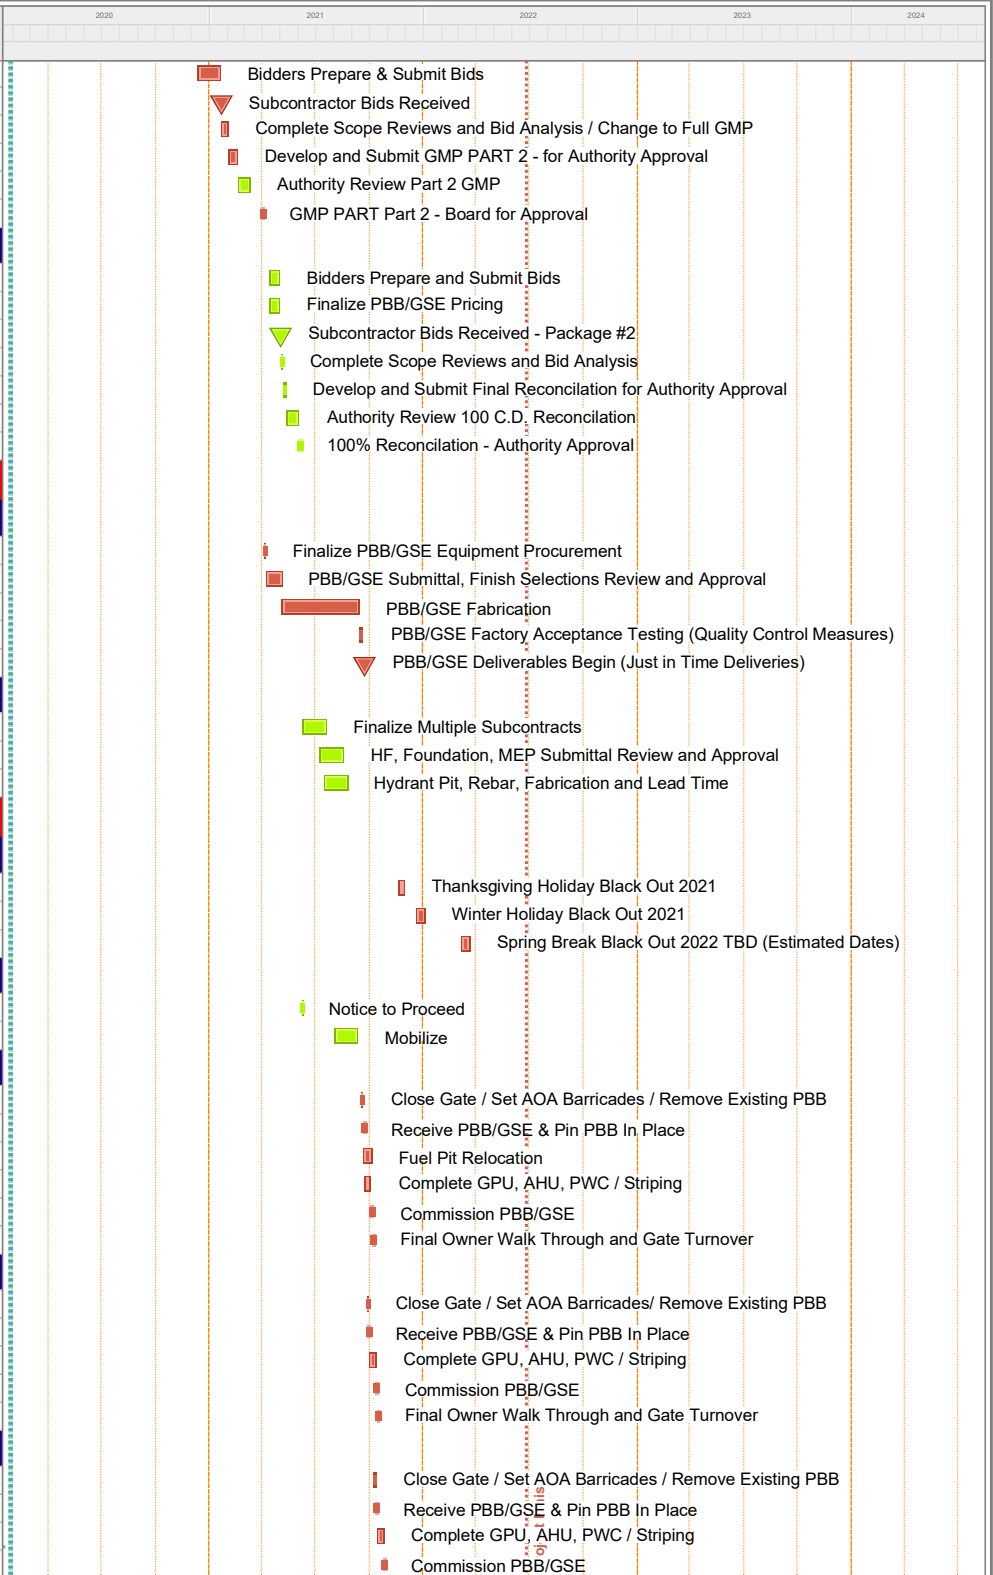 2020 2021 2022 2023 2024
Bidders Prepare & Submit Bids
Subcontractor Bids Received
Complete Scope Reviews and Bid Analysis / Change to Full GMP
Develop and Submit GMP PART 2 - for Authority Approval
Authority Review Part 2 GMP
GMP PART Part 2 - Board for Approval
Bidders Prepare and Submit Bids
Finalize PBB/GSE Pricing
Subcontractor Bids Received - Package #2
Complete Scope Reviews and Bid Analysis
Develop and Submit Final Reconcilation for Authority Approval
Authority Review 100 C.D. Reconcilation
100% Reconcilation - Authority Approval
Finalize PBB/GSE Equipment Procurement
PBB/GSE Submittal, Finish Selections Review and Approval
PBB/GSE Fabrication
PBB/GSE Factory Acceptance Testing (Quality Control Measures)
PBB/GSE Deliverables Begin (Just in Time Deliveries)
Finalize Multiple Subcontracts
HF, Foundation, MEP Submittal Review and Approval
Hydrant Pit, Rebar, Fabrication and Lead Time
Thanksgiving Holiday Black Out 2021
Winter Holiday Black Out 2021
Spring Break Black Out 2022 TBD (Estimated Dates)
Notice to Proceed
Mobilize
Close Gate / Set AOA Barricades / Remove Existing PBB
Receive PBB/GSE & Pin PBB In Place
Fuel Pit Relocation
Complete GPU, AHU, PWC / Striping
Commission PBB/GSE
Final Owner Walk Through and Gate Turnover
Close Gate / Set AOA Barricades/ Remove Existing PBB
Receive PBB/GSE & Pin PBB In Place
Complete GPU, AHU, PWC / Striping
Commission PBB/GSE
Final Owner Walk Through and Gate Turnover
Close Gate / Set AOA Barricades / Remove Existing PBB
Receive PBB/GSE & Pin PBB In Place
Complete GPU, AHU, PWC / Striping
Commission PBB/GSE